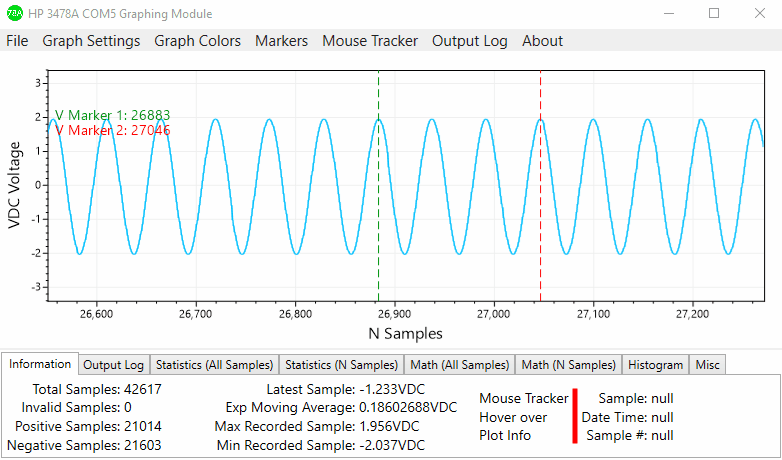 78A HP 3478A COM5 Graphing Module
File Graph Settings Graph Colors Markers Mouse Tracker Output Log About
3
V Marker 1: 26883
2
V Marker 2: 27046
1
0
-1
-2
-3
VDC Voltage
26,600 26,700 26,800 26,900 27,000 27,100 27,200
N Samples
Information Output Log Statistics (All Samples) Statistics (N Samples) Math (All Samples) Math (N Samples) Histogram Misc
Total Samples: 42617 Latest Sample: -1.233VDC Mouse Tracker Sample: null
Invalid Samples: 0 Exp Moving Average: 0.18602688VDC Hover over Date Time: null
Positive Samples: 21014 Max Recorded Sample: 1.956VDC Plot Info Sample #: null
Negative Samples: 21603 Min Recorded Sample: -2.037VDC